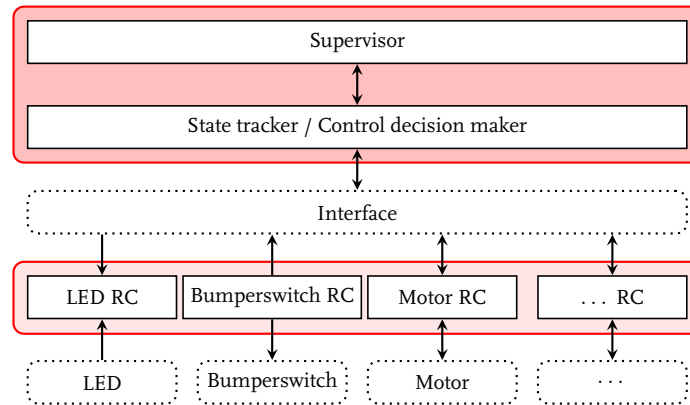 Supervisor
State tracker / Control decision maker
Interface
LED RC
Bumperswitch RC
Motor RC
... RC
LED
Bumperswitch
Motor
...